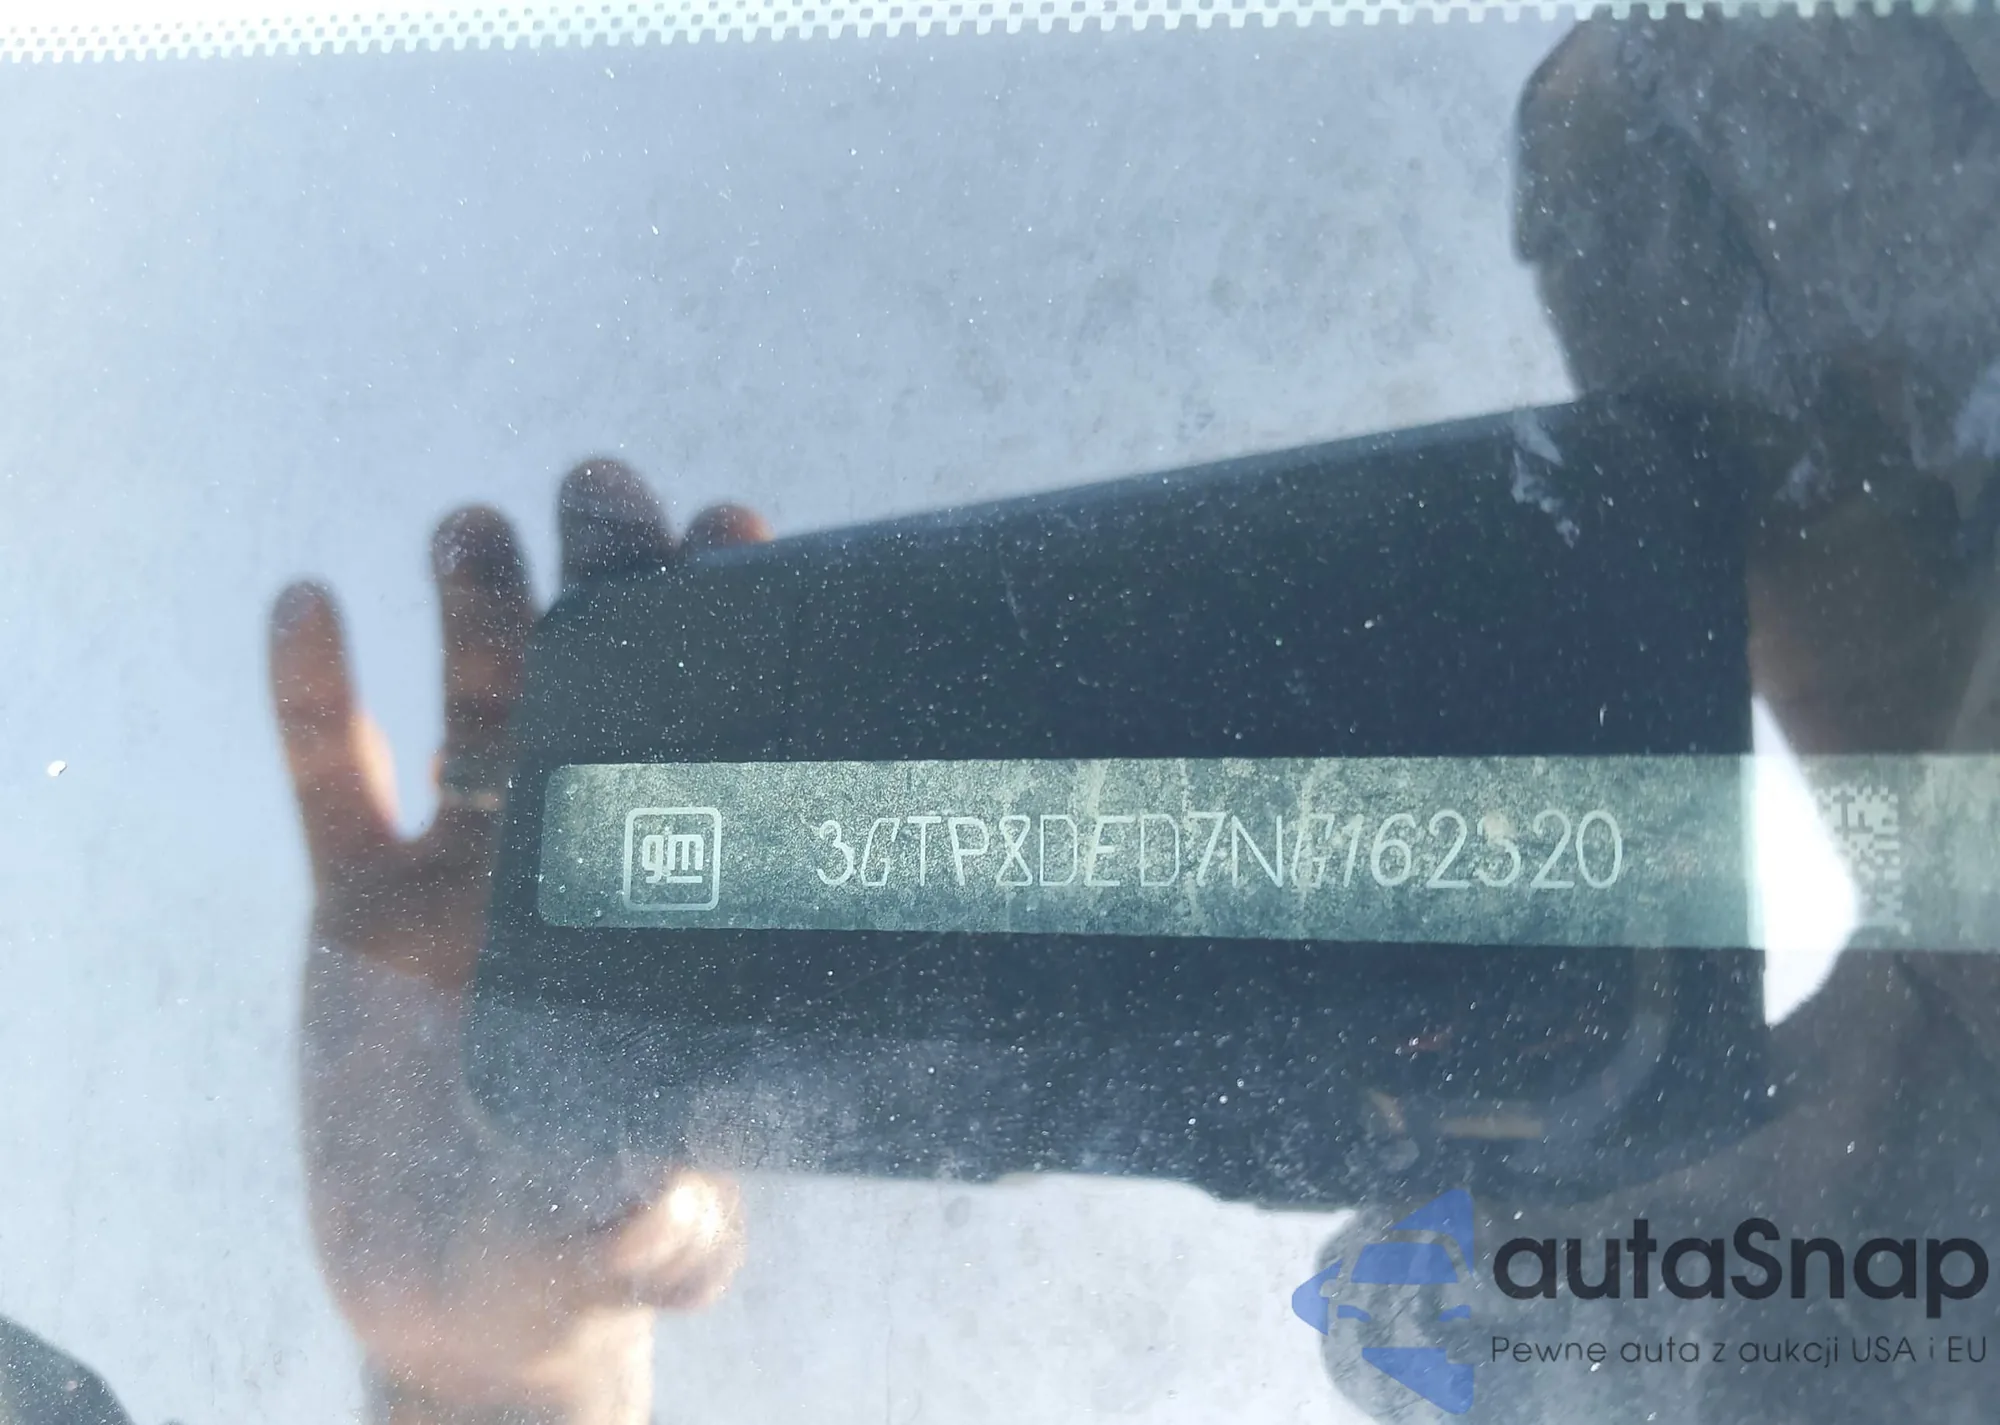 gm 3GTP8DED7NG162320
autaSnap
Pewne auta z aukcji USA i EU